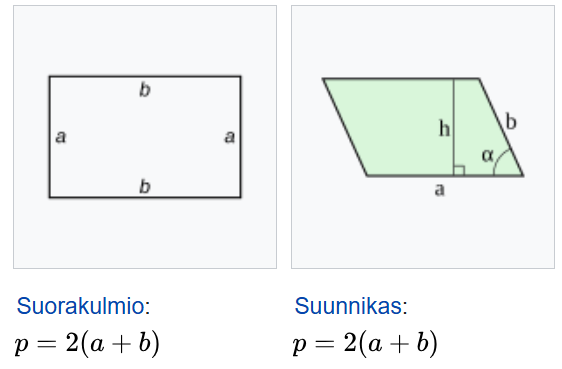 b
a
a
b
h
b
α
a
Suorakulmio:
p = 2(a + b)
Suunnikas:
p = 2(a + b)